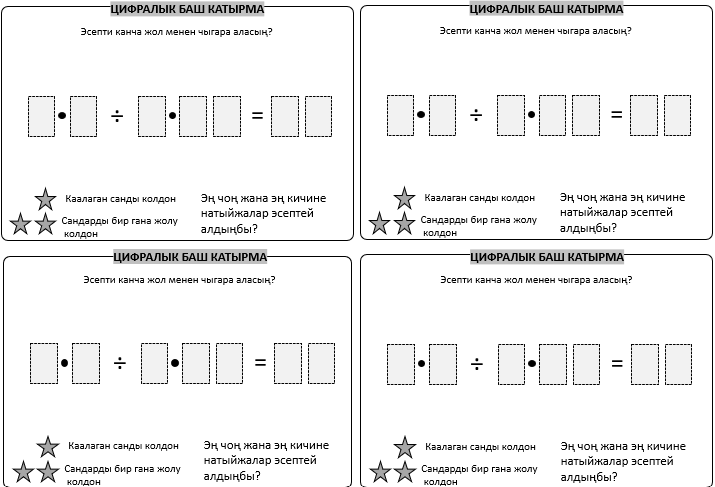 ЦИФРАЛЫК БАШ КАТЫРМА
Эсепти канча жол менен чыгара аласың?
• ÷ • =
Каалаган санды колдон
Сандарды бир гана жолу
колдон
Эң чоң жана эң кичине
натыйжалар эсептей
алдыңбы?
ЦИФРАЛЫК БАШ КАТЫРМА
Эсепти канча жол менен чыгара аласың?
• ÷ • =
Каалаган санды колдон
Сандарды бир гана жолу
колдон
Эң чоң жана эң кичине
натыйжалар эсептей
алдыңбы?
ЦИФРАЛЫК БАШ КАТЫРМА
Эсепти канча жол менен чыгара аласың?
• ÷ • =
Каалаган санды колдон
Сандарды бир гана жолу
колдон
Эң чоң жана эң кичине
натыйжалар эсептей
алдыңбы?
ЦИФРАЛЫК БАШ КАТЫРМА
Эсепти канча жол менен чыгара аласың?
• ÷ • =
Каалаган санды колдон
Сандарды бир гана жолу
колдон
Эң чоң жана эң кичине
натыйжалар эсептей
алдыңбы?